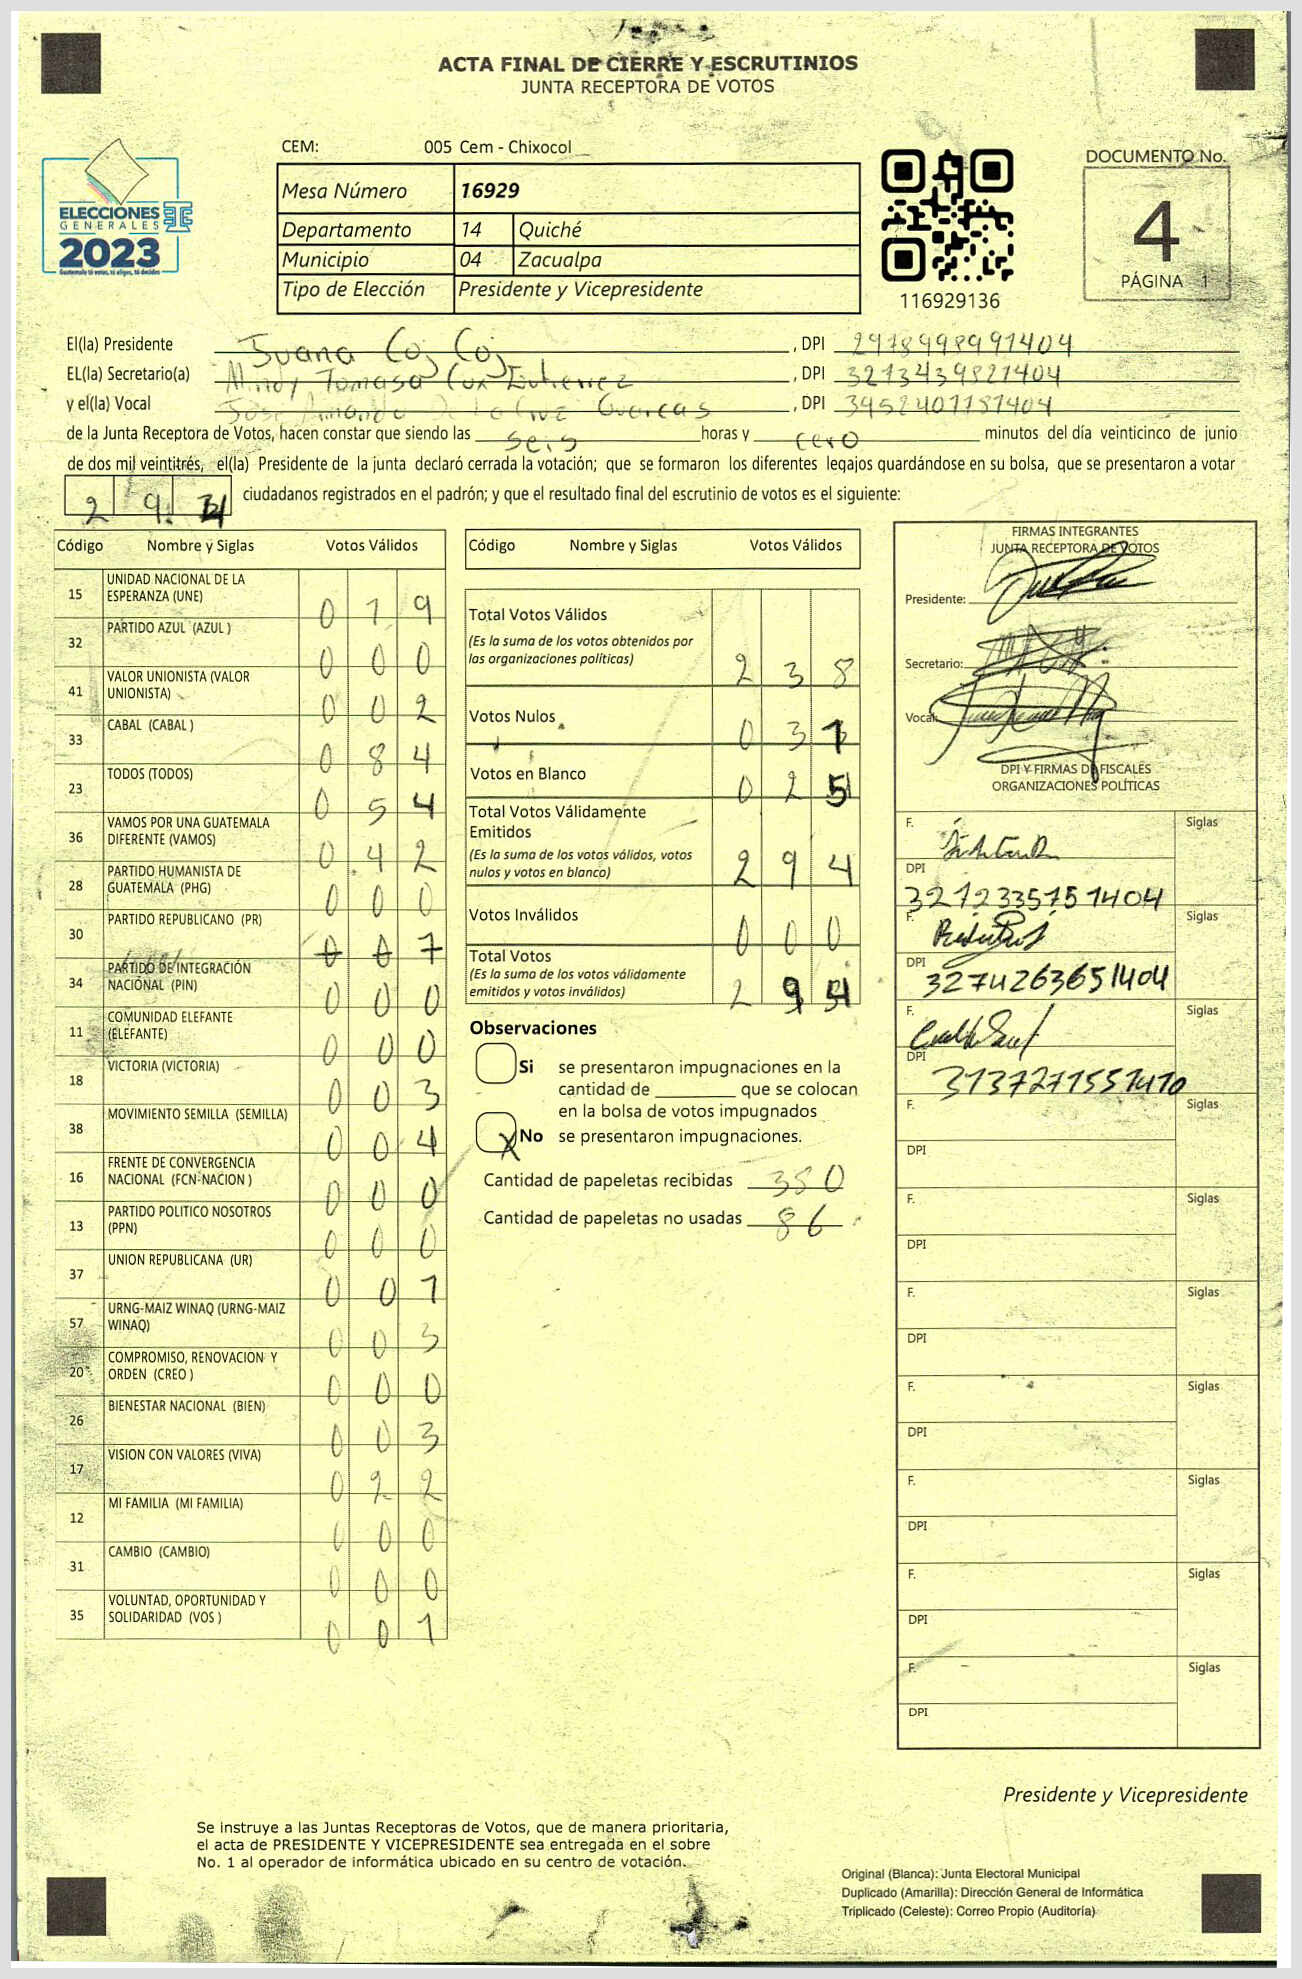 ACTA FINAL DE CIERRE Y ESCRUTINIOS
JUNTA RECEPTORA DE VOTOS
CEM: 005 Cem - Chixocol
ELECCIONES
GENERALES
2023
Guatemala tú votas, tú eliges, tú decides
Mesa Número 16929
Departamento 14 Quiché
Municipio 04 Zacualpa
Tipo de Elección Presidente y Vicepresidente
116929136
DOCUMENTO No.
4
PÁGINA 1
El(la) Presidente Juana Coj Coj , DPI
EL(la) Secretario(a) Mindy Tomasa Cux Gutierrez , DPI 3213439821404
y el(la) Vocal Jose Amando De la Cruz , DPI
de la Junta Receptora de Votos, hacen constar que siendo las seis horas y cero minutos del día veinticinco de junio
de dos mil veintitrés, el(la) Presidente de la junta declaró cerrada la votación; que se formaron los diferentes legajos guardándose en su bolsa, que se presentaron a votar
2 9 4 ciudadanos registrados en el padrón; y que el resultado final del escrutinio de votos es el siguiente:
Código Nombre y Siglas Votos Válidos
15 UNIDAD NACIONAL DE LA ESPERANZA (UNE) 0 1 9
32 PARTIDO AZUL (AZUL ) 0 0 0
41 VALOR UNIONISTA (VALOR UNIONISTA) 0 0 2
33 CABAL (CABAL ) 0 8 4
23 TODOS (TODOS) 0 5 4
36 VAMOS POR UNA GUATEMALA DIFERENTE (VAMOS) 0 4 2
28 PARTIDO HUMANISTA DE GUATEMALA (PHG) 0 0 0
30 PARTIDO REPUBLICANO (PR) 0 0 7
34 PARTIDO DE INTEGRACIÓN NACIONAL (PIN) 0 0 0
11 COMUNIDAD ELEFANTE (ELEFANTE) 0 0 0
18 VICTORIA (VICTORIA) 0 0 3
38 MOVIMIENTO SEMILLA (SEMILLA) 0 0 4
16 FRENTE DE CONVERGENCIA NACIONAL (FCN-NACION ) 0 0 0
13 PARTIDO POLITICO NOSOTROS (PPN) 0 0 0
37 UNION REPUBLICANA (UR) 0 0 1
57 URNG-MAIZ WINAQ (URNG-MAIZ WINAQ) 0 0 3
20 COMPROMISO, RENOVACION Y ORDEN (CREO ) 0 0 0
26 BIENESTAR NACIONAL (BIEN) 0 0 3
17 VISION CON VALORES (VIVA) 0 2 2
12 MI FAMILIA (MI FAMILIA) 0 0 0
31 CAMBIO (CAMBIO) 0 0 0
35 VOLUNTAD, OPORTUNIDAD Y SOLIDARIDAD (VOS ) 0 0 1
Código Nombre y Siglas Votos Válidos
Total Votos Válidos 2 3 8
(Es la suma de los votos obtenidos por
las organizaciones políticas)
Votos Nulos 0 3 1
Votos en Blanco 0 2 5
Total Votos Válidamente
Emitidos 2 9 4
(Es la suma de los votos válidos, votos
nulos y votos en blanco)
Votos Inválidos 0 0 0
Total Votos 2 9 4
(Es la suma de los votos válidamente
emitidos y votos inválidos)
Observaciones
Si se presentaron impugnaciones en la
cantidad de ________ que se colocan
en la bolsa de votos impugnados
X No se presentaron impugnaciones.
Cantidad de papeletas recibidas 380
Cantidad de papeletas no usadas 86
FIRMAS INTEGRANTES
JUNTA RECEPTORA DE VOTOS
Presidente:
Secretario:
Vocal:
DPI Y FIRMAS DE FISCALES
ORGANIZACIONES POLÍTICAS
F. Siglas
DPI
3212335151404
F. Siglas
DPI
3274263651404
F. Siglas
DPI
3137271551410
F. Siglas
DPI
F. Siglas
DPI
F. Siglas
DPI
F. Siglas
DPI
F. Siglas
DPI
F. Siglas
DPI
F. Siglas
DPI
Presidente y Vicepresidente
Se instruye a las Juntas Receptoras de Votos, que de manera prioritaria,
el acta de PRESIDENTE Y VICEPRESIDENTE sea entregada en el sobre
No. 1 al operador de informática ubicado en su centro de votación.
Original (Blanca): Junta Electoral Municipal
Duplicado (Amarilla): Dirección General de Informática
Triplicado (Celeste): Correo Propio (Auditoría)